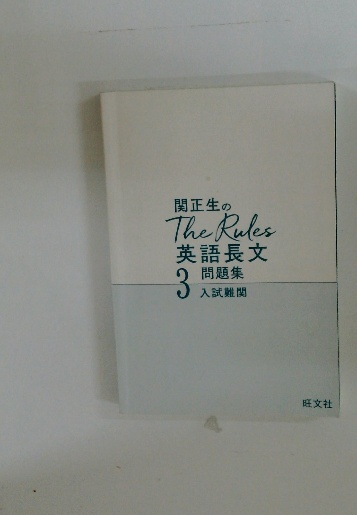 関正生の
The Rules
英語長文
問題集
3 入試難関
旺文社